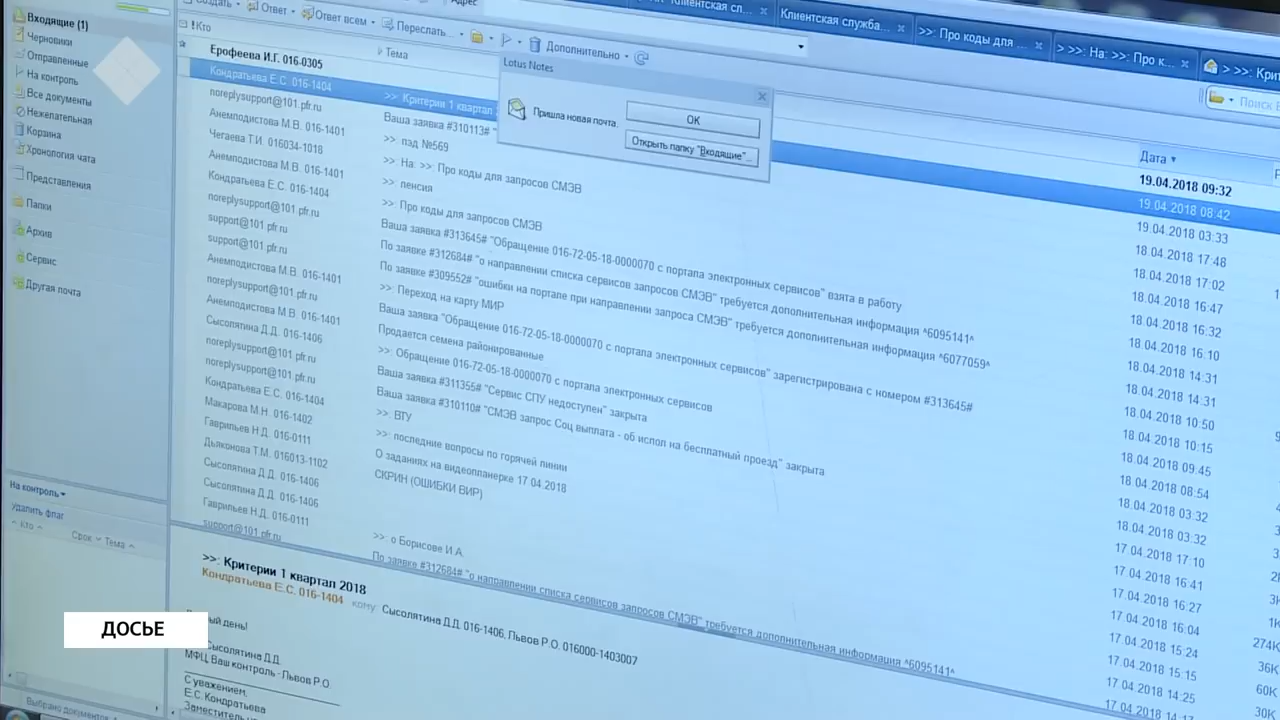 Создать
Ответ
Ответ всем
Переслать...
Дополнительно
Адрес
Клиентская сл...
Клиентская служба...
>>: Про коды для ...
> >>: На: >>: Про к...
> >>: Кри
Поиск
Входящие (1)
Черновики
Отправленные
На контроль
Все документы
Нежелательная
Корзина
Хронология чата
Представления
Папки
Архив
Сервис
Другая почта
На контроль
удалить флаг
Кто
Срок
Тема
! Кто
Тема
Дата
Lotus Notes
Пришла новая почта.
OK
Открыть папку "Входящие"...
Ерофеева И.Г. 016-0305
Кондратьева Е.С. 016-1404
noreplysupport@101.pfr.ru
Анемподистова М.В. 016-1401
Чегаева Т.И. 016034-1018
Анемподистова М.В. 016-1401
Кондратьева Е.С. 016-1404
noreplysupport@101.pfr.ru
support@101.pfr.ru
support@101.pfr.ru
Анемподистова М.В. 016-1401
noreplysupport@101.pfr.ru
Анемподистова М.В. 016-1401
Сысолятина Д.Д. 016-1406
noreplysupport@101.pfr.ru
noreplysupport@101.pfr.ru
Кондратьева Е.С. 016-1404
Макарова М.Н. 016-1402
Гаврильев Н.Д. 016-0111
Дьяконова Т.М. 016013-1102
Сысолятина Д.Д. 016-1406
Сысолятина Д.Д. 016-1406
Гаврильев Н.Д. 016-0111
support@101.pfr.ru
>>: Критерии 1 квартал
Ваша заявка #310113# "
>>: пэд №569
>>: На: >>: Про коды для запросов СМЭВ
>>: пенсия
>>: Про коды для запросов СМЭВ
Ваша заявка #313645# "Обращение 016-72-05-18-0000070 с портала электронных сервисов" взята в работу
По заявке #312684# "о направлении списка сервисов запросов СМЭВ" требуется дополнительная информация ^6095141^
По заявке #309552# "ошибки на портале при направлении запроса СМЭВ" требуется дополнительная информация ^6077059^
>>: Переход на карту МИР
Ваша заявка "Обращение 016-72-05-18-0000070 с портала электронных сервисов" зарегистрирована с номером #313645#
Продается семена районированные
>>: Обращение 016-72-05-18-0000070 с портала электронных сервисов
Ваша заявка #311355# "Сервис СПУ недоступен" закрыта
Ваша заявка #310110# "СМЭВ запрос Соц выплата - об испол на бесплатный проезд" закрыта
>>: ВТУ
>>: последние вопросы по горячей линии
О заданиях на видеопланерке 17.04.2018
СКРИН (ОШИБКИ ВИР)
>>: о Борисове И.А.
По заявке #312684# "о направлении списка сервисов запросов СМЭВ" требуется дополнительная информация ^6095141^
19.04.2018 09:32
19.04.2018 08:42
19.04.2018 03:33
18.04.2018 17:48
18.04.2018 17:02
18.04.2018 16:47
18.04.2018 16:32
18.04.2018 16:10
18.04.2018 14:31
18.04.2018 14:31
18.04.2018 10:50
18.04.2018 10:15
18.04.2018 09:45
18.04.2018 08:54
18.04.2018 03:32
18.04.2018 03:32
17.04.2018 17:10
17.04.2018 16:41
17.04.2018 16:27
17.04.2018 16:04
17.04.2018 15:24
17.04.2018 15:15
17.04.2018 14:25
1K
274K
36K
60K
30K
>>: Критерии 1 квартал 2018
Кондратьева Е.С. 016-1404 кому: Сысолятина Д.Д. 016-1406, Львов Р.О. 016000-1403007
день!
Сысолятина Д.Д.
МФЦ, Ваш контроль - Львов Р.О.
С уважением,
Е.С. Кондратьева
Выбрано документов
ДОСЬЕ